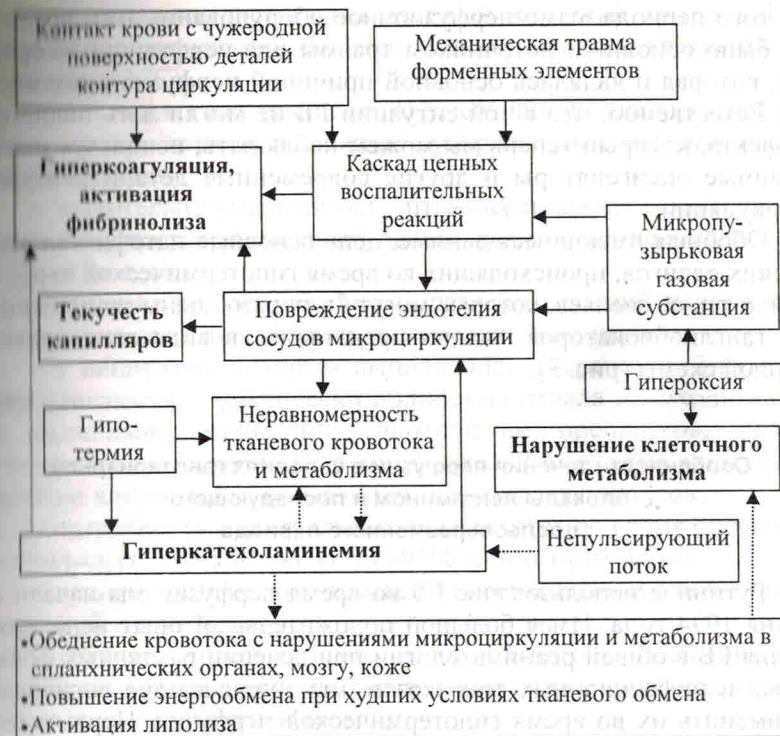 Контакт крови с чужеродной
поверхностью деталей
контура циркуляции
Механическая травма
форменных элементов
Гиперкоагуляция,
активация
фибринолиза
Каскад цепных
воспалительных
реакций
Микропу-
зырьковая
газовая
субстанция
Текучесть
капилляров
Повреждение эндотелия
сосудов микроциркуляции
Гипероксия
Гипо-
термия
Неравномерность
тканевого кровотока
и метаболизма
Нарушение клеточного
метаболизма
Гиперкатехоламинемия
Непульсирующий
поток
•Обеднение кровотока с нарушениями микроциркуляции и метаболизма в
спланхнических органах, мозгу, коже
•Повышение энергообмена при худших условиях тканевого обмена
•Активация липолиза